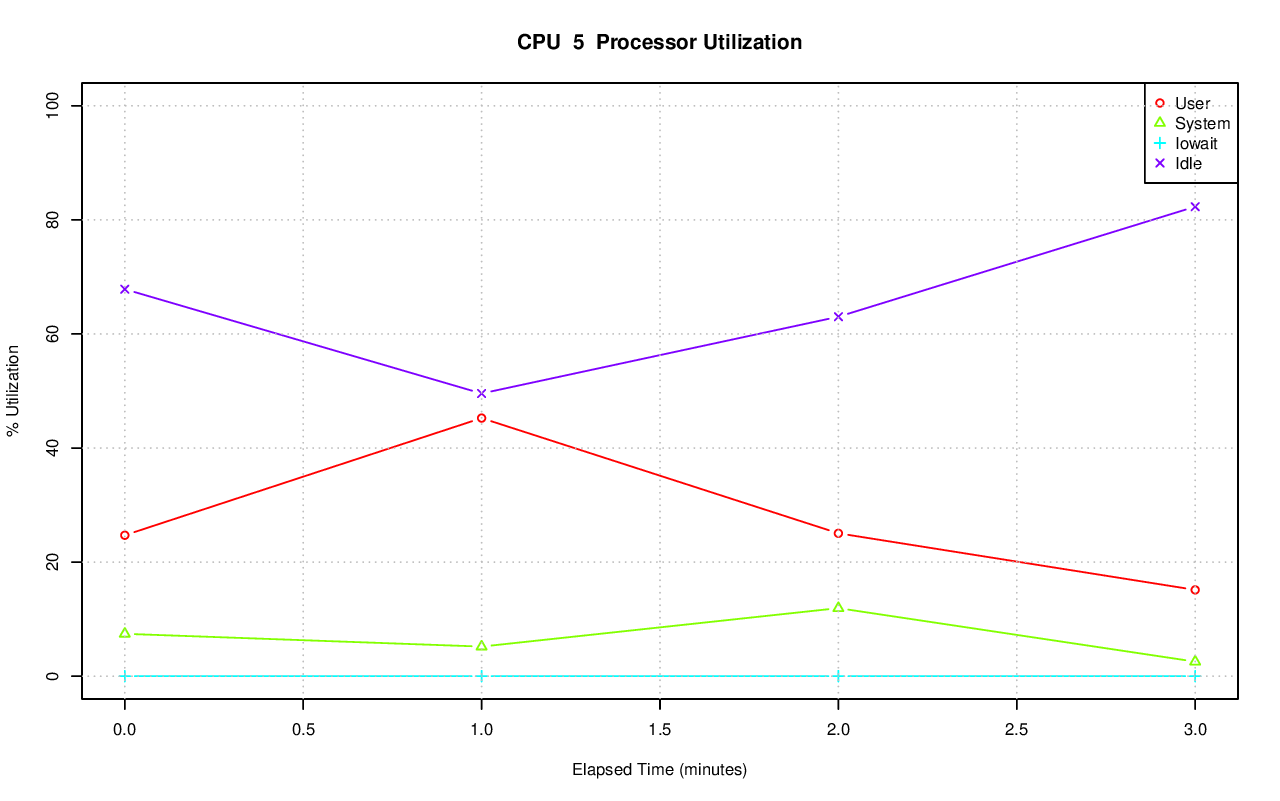 CPU  5  Processor Utilization
User
System
Iowait
Idle
100
80
60
40
20
0
% Utilization
0.0 0.5 1.0 1.5 2.0 2.5 3.0
Elapsed Time (minutes)